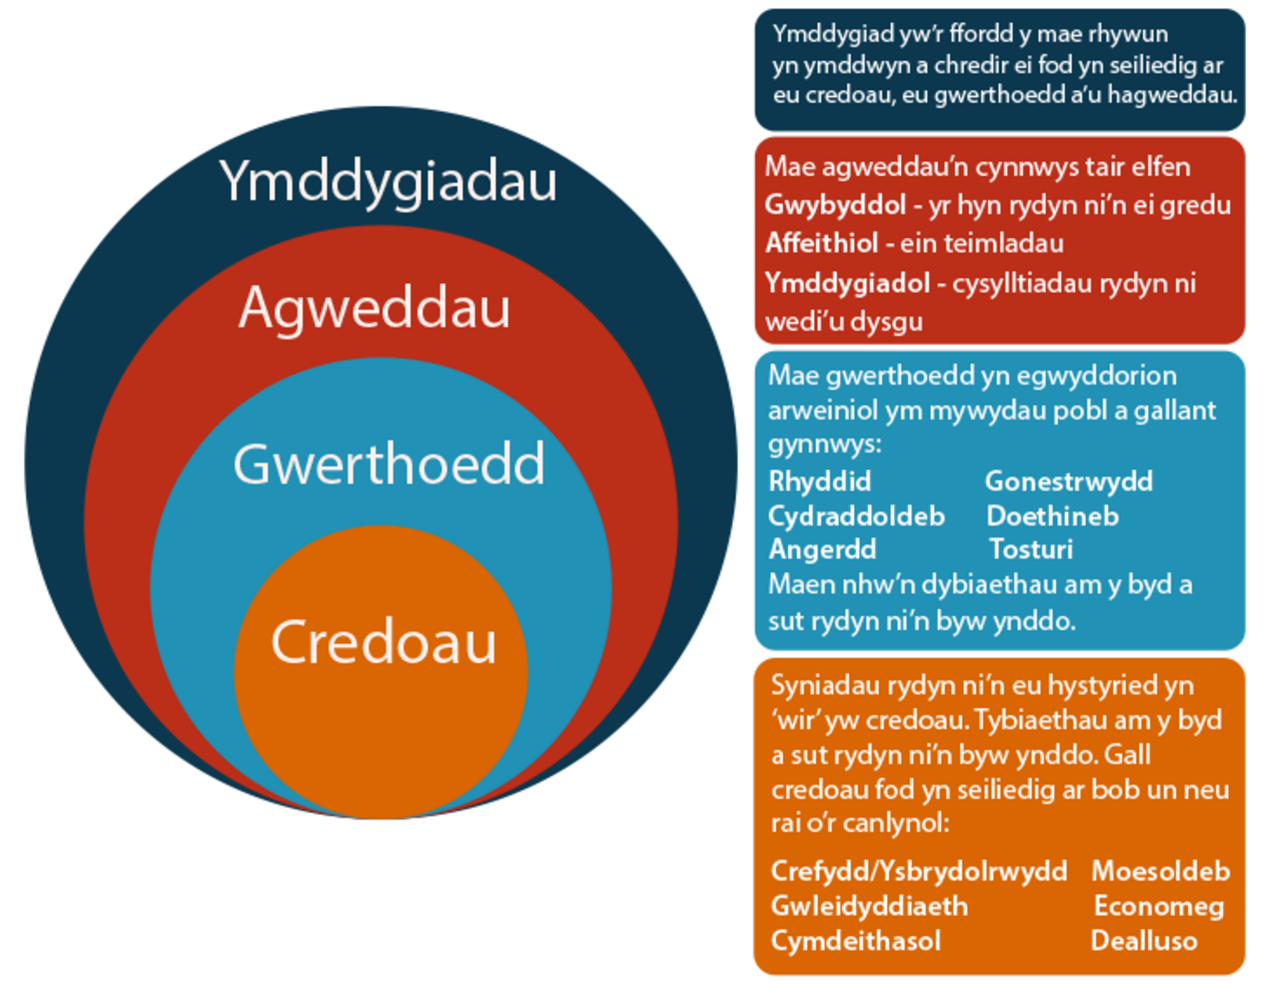 Ymddygiadau
Agweddau
Gwerthoedd
Credoau
Ymddygiad yw'r ffordd y mae rhywun
yn ymddwyn a chredir ei fod yn seiliedig ar
eu credoau, eu gwerthoedd a'u hagweddau.
Mae agweddau'n cynnwys tair elfen
Gwybyddol - yr hyn rydyn ni'n ei gredu
Affeithiol - ein teimladau
Ymddygiadol - cysylltiadau rydyn ni
wedi'u dysgu
Mae gwerthoedd yn egwyddorion
arweiniol ym mywydau pobl a gallant
gynnwys:
Rhyddid Gonestrwydd
Cydraddoldeb Doethineb
Angerdd Tosturi
Maen nhw'n dybiaethau am y byd a
sut rydyn ni'n byw ynddo.
Syniadau rydyn ni'n eu hystyried yn
'wir' yw credoau. Tybiaethau am y byd
a sut rydyn ni'n byw ynddo. Gall
credoau fod yn seiliedig ar bob un neu
rai o'r canlynol:
Crefydd/Ysbrydolrwydd Moesoldeb
Gwleidyddiaeth Economeg
Cymdeithasol Dealluso